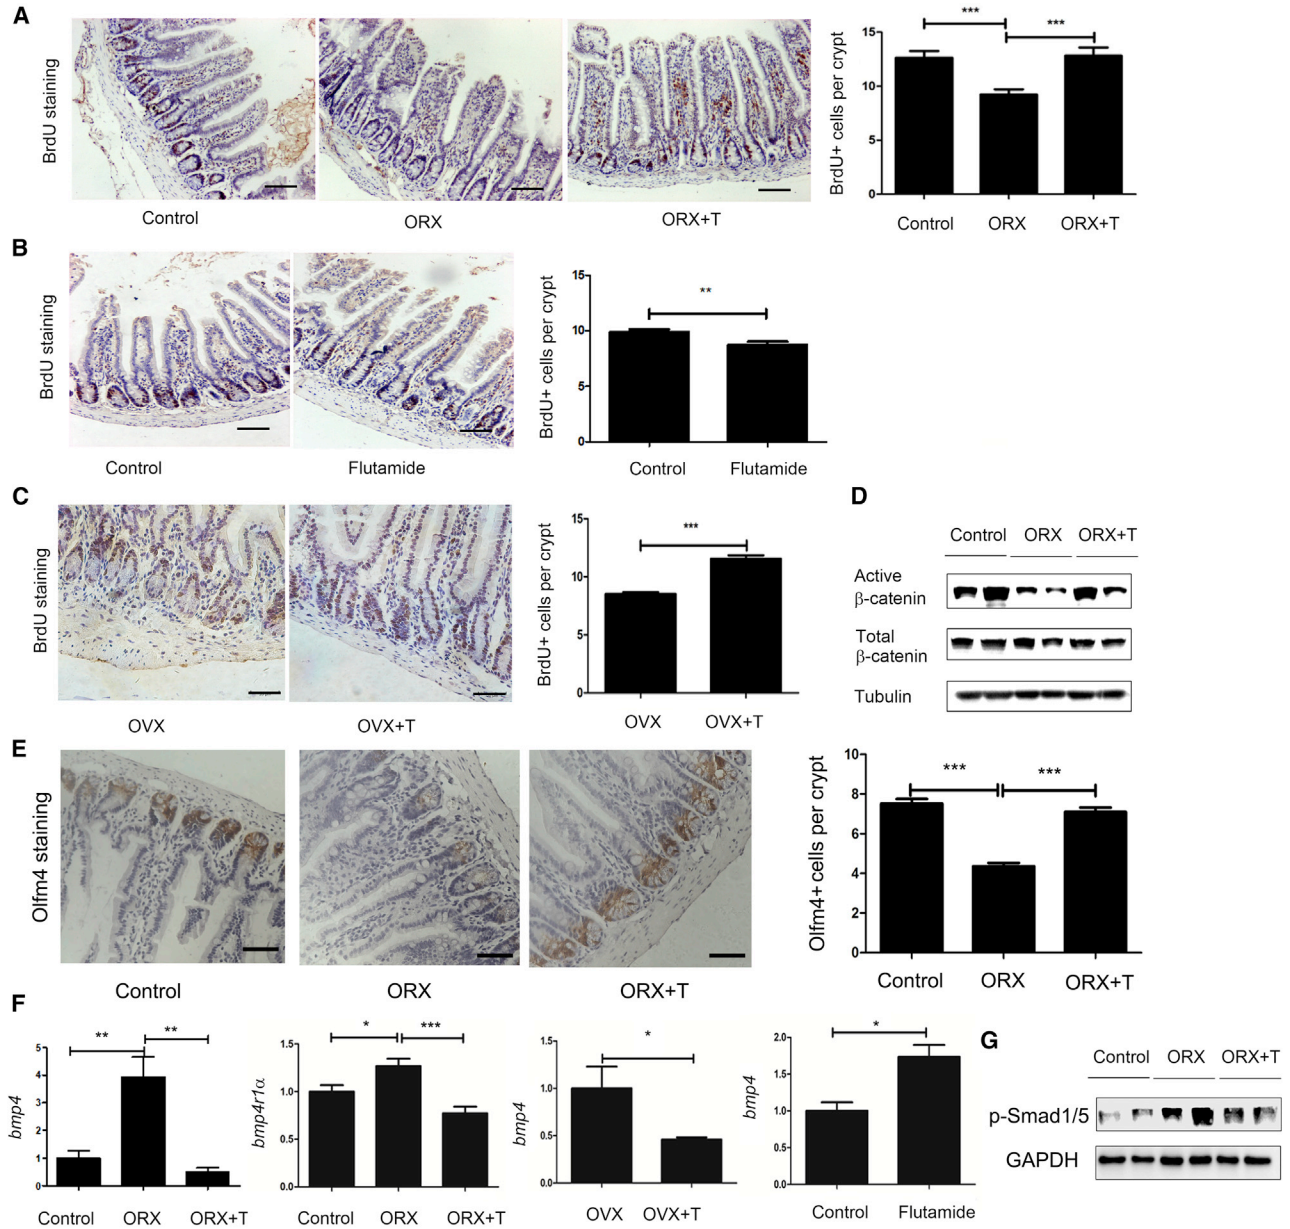 A
BrdU staining
Control
ORX
ORX+T
BrdU+ cells per crypt
15
10
5
0
***
***
Control
ORX
ORX+T
B
BrdU staining
Control
Flutamide
BrdU+ cells per crypt
15
10
5
0
**
Control
Flutamide
C
BrdU staining
OVX
OVX+T
BrdU+ cells per crypt
15
10
5
0
***
OVX
OVX+T
D
Control ORX ORX+T
Active
β-catenin
Total
β-catenin
Tubulin
E
Olfm4 staining
Control
ORX
ORX+T
Olfm4+ cells per crypt
10
8
6
4
2
0
***
***
Control
ORX
ORX+T
F
bmp4
5
4
3
2
1
0
**
**
Control
ORX
ORX+T
bmp4r1α
1.5
1.0
0.5
0.0
*
***
Control
ORX
ORX+T
bmp4
1.5
1.0
0.5
0.0
*
OVX
OVX+T
bmp4
2.0
1.5
1.0
0.5
0.0
*
Control
Flutamide
G
Control ORX ORX+T
p-Smad1/5
GAPDH